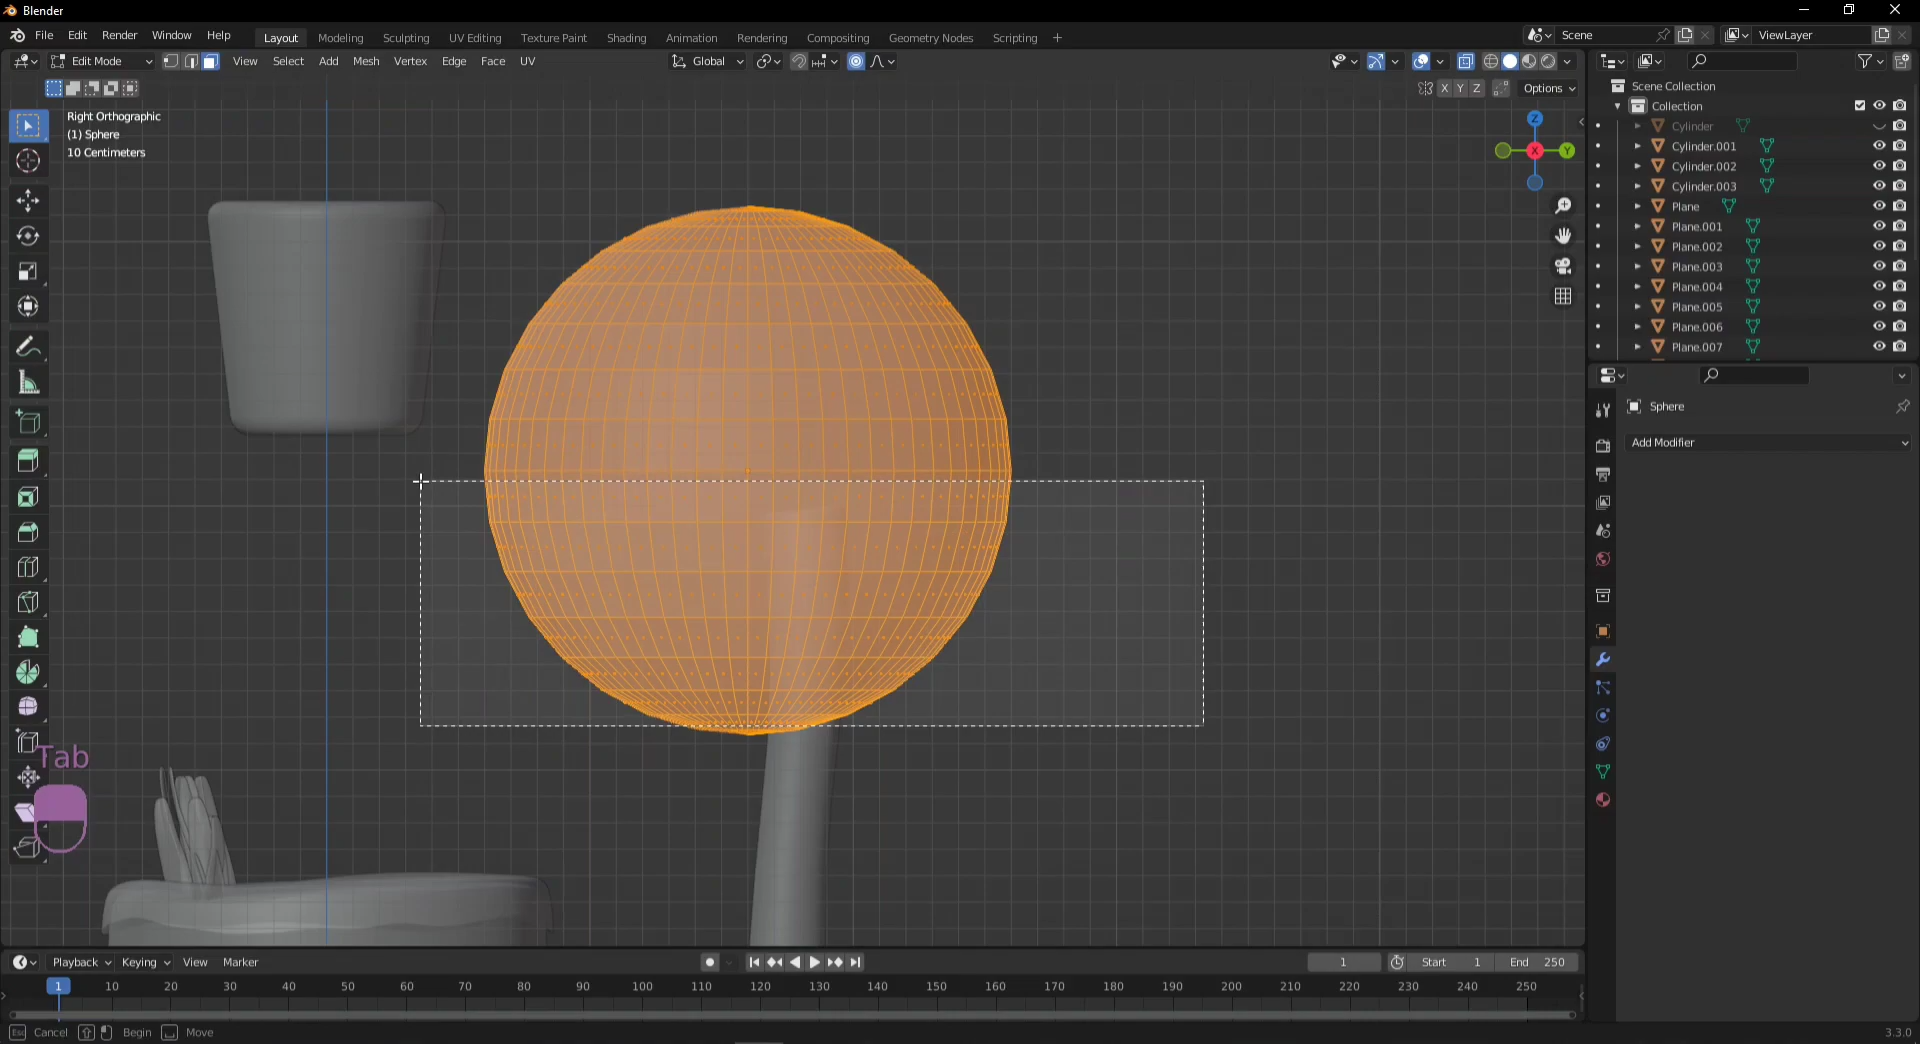 Blender
File Edit Render Window Help Layout Modeling Sculpting UV Editing Texture Paint Shading Animation Rendering Compositing Geometry Nodes Scripting + Scene ViewLayer
Edit Mode View Select Add Mesh Vertex Edge Face UV Global
X Y Z Options
Right Orthographic
(1) Sphere
10 Centimeters
Z
X Y
Scene Collection
Collection
Cylinder
Cylinder.001
Cylinder.002
Cylinder.003
Plane
Plane.001
Plane.002
Plane.003
Plane.004
Plane.005
Plane.006
Plane.007
Sphere
Add Modifier
Tab
Playback Keying View Marker 1 Start 1 End 250
1 10 20 30 40 50 60 70 80 90 100 110 120 130 140 150 160 170 180 190 200 210 220 230 240 250
Esc Cancel Begin Move 3.3.0